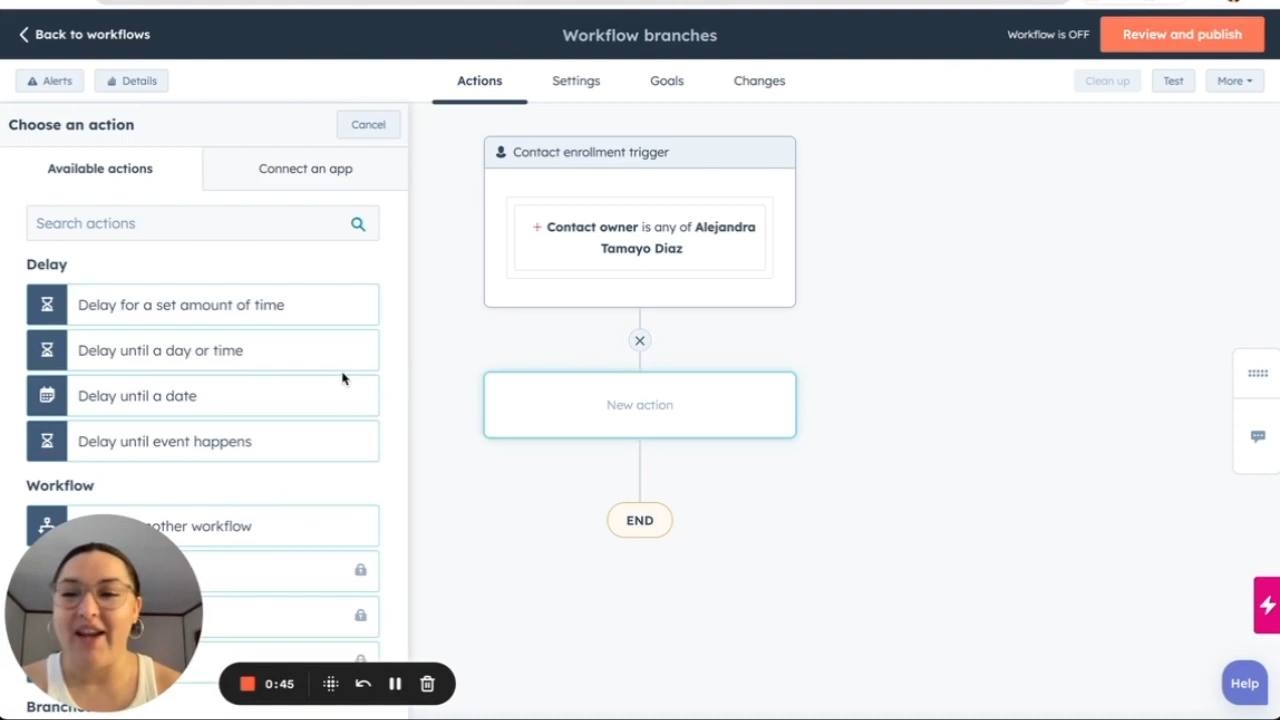 Back to workflows
Workflow branches
Workflow is OFF
Review and publish
Alerts
Details
Actions
Settings
Goals
Changes
Clean up
Test
More
Choose an action
Cancel
Available actions
Connect an app
Search actions
Delay
Delay for a set amount of time
Delay until a day or time
Delay until a date
Delay until event happens
Workflow
other workflow
Contact enrollment trigger
+ Contact owner is any of Alejandra
Tamayo Diaz
New action
END
0:45
Help